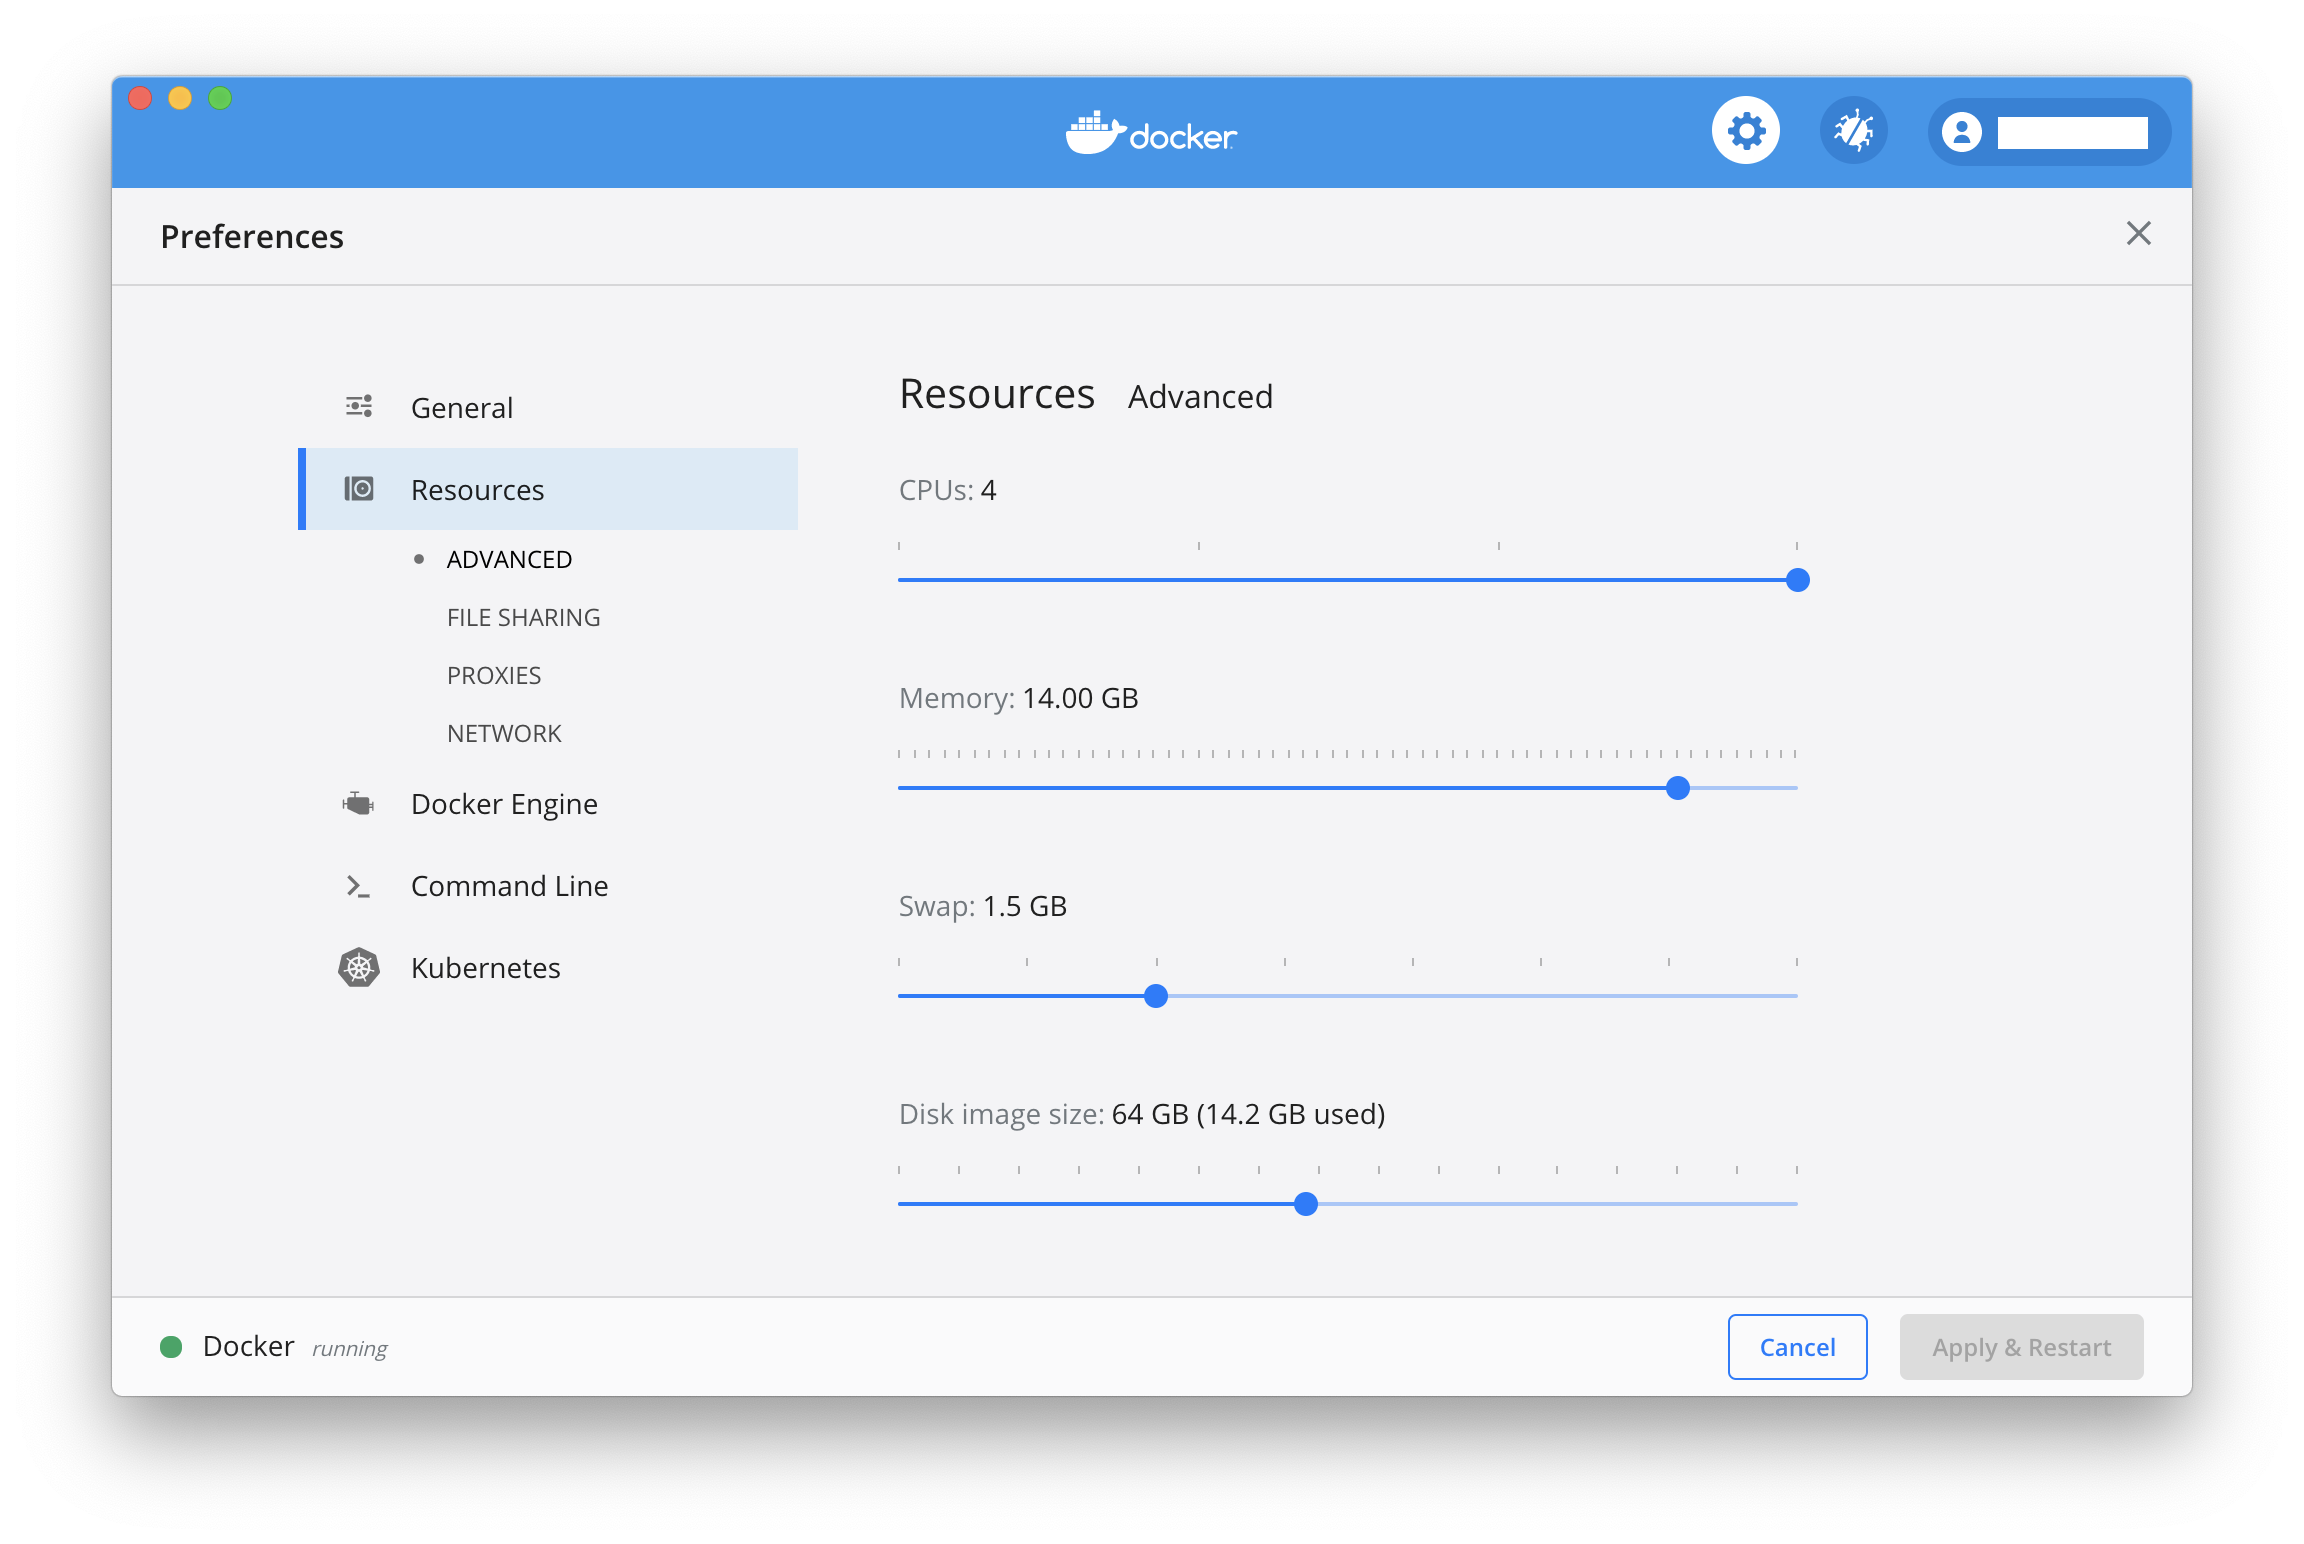 docker
Preferences
General
Resources
ADVANCED
FILE SHARING
PROXIES
NETWORK
Docker Engine
Command Line
Kubernetes
Resources Advanced
CPUs: 4
Memory: 14.00 GB
Swap: 1.5 GB
Disk image size: 64 GB (14.2 GB used)
Docker running
Cancel
Apply & Restart